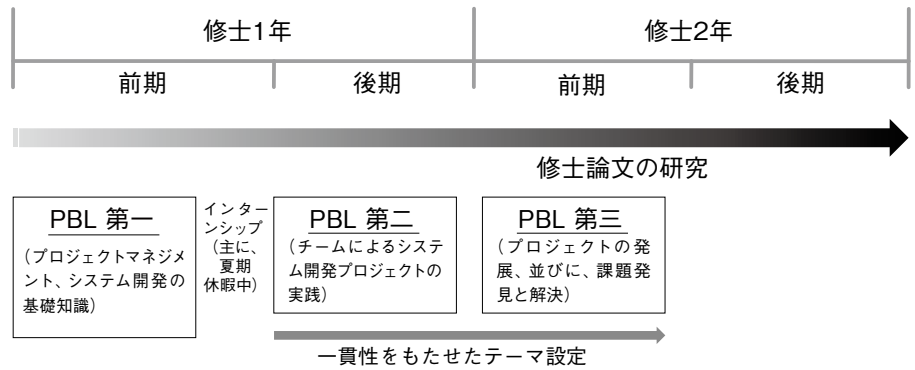 修士1年
修士2年
前期
後期
前期
後期
修士論文の研究
PBL 第一
(プロジェクトマネジメ
ント、システム開発の
基礎知識)
インター
ンシップ
(主に、
夏期
休暇中)
PBL 第二
(チームによるシステ
ム開発プロジェクトの
実践)
PBL 第三
(プロジェクトの発
展、並びに、課題発
見と解決)
一貫性をもたせたテーマ設定